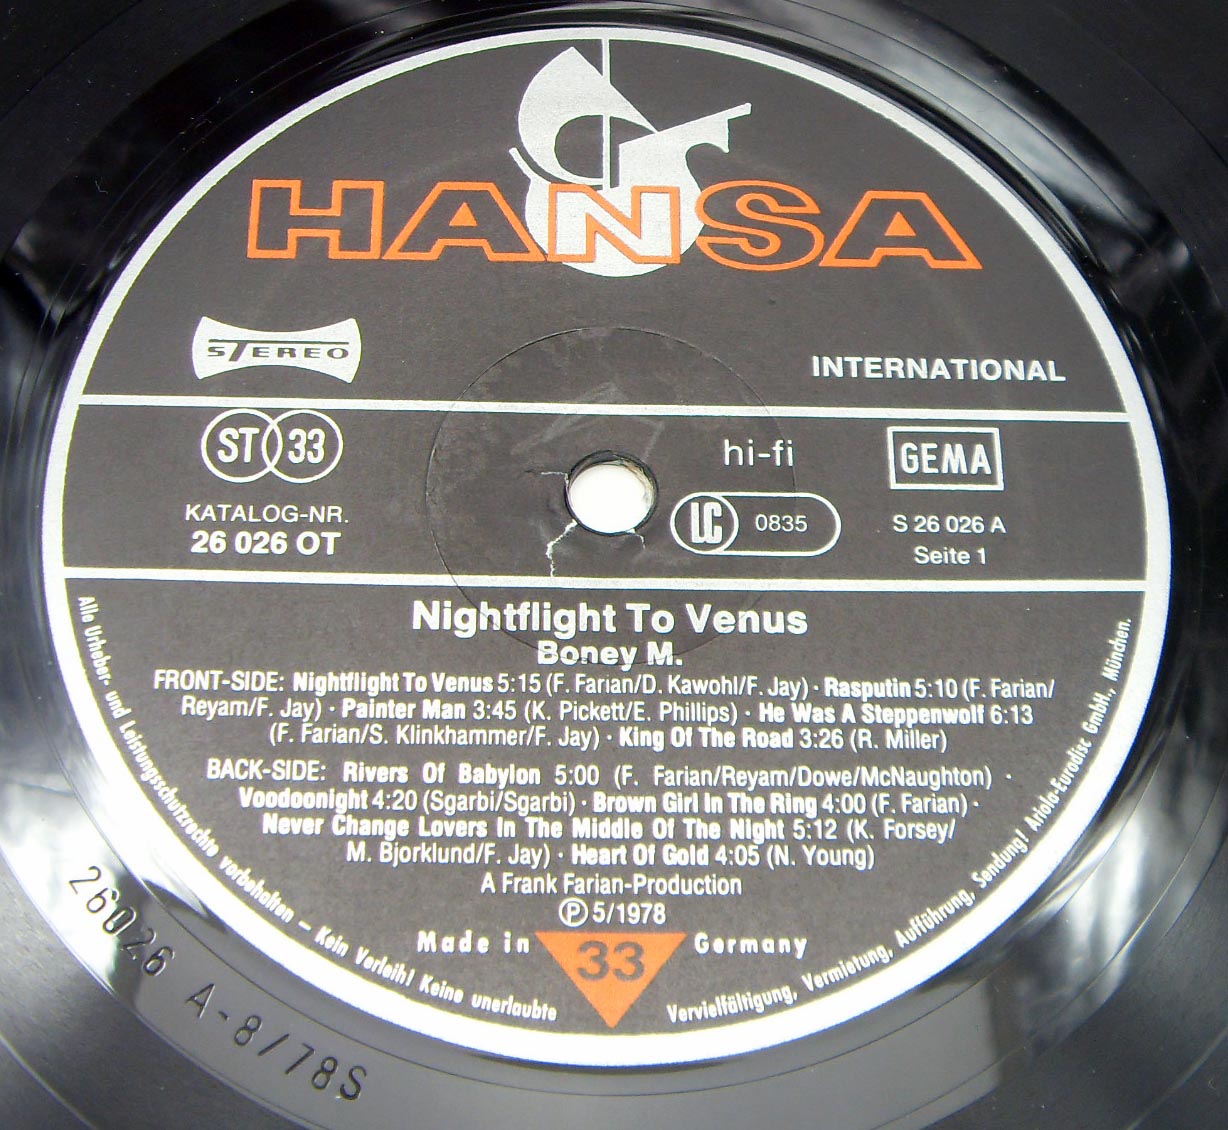 HANSA
STEREO
INTERNATIONAL
ST 33
hi-fi
GEMA
KATALOG-NR.
26 026 OT
LC 0835
S 26 026 A
Seite 1
Nightflight To Venus
Boney M.
FRONT-SIDE: Nightflight To Venus 5:15 (F. Farian/D. Kawohl/F. Jay) · Rasputin 5:10 (F. Farian/
Reyam/F. Jay) · Painter Man 3:45 (K. Pickett/E. Phillips) · He Was A Steppenwolf 6:13
(F. Farian/S. Klinkhammer/F. Jay) · King Of The Road 3:26 (R. Miller)
BACK-SIDE: Rivers Of Babylon 5:00 (F. Farian/Reyam/Dowe/McNaughton) ·
Voodoonight 4:20 (Sgarbi/Sgarbi) · Brown Girl In The Ring 4:00 (F. Farian) ·
Never Change Lovers In The Middle Of The Night 5:12 (K. Forsey/
M. Bjorklund/F. Jay) · Heart Of Gold 4:05 (N. Young)
A Frank Farian-Production
℗ 5/1978
Made in 33 Germany
Alle Urheber- und Leistungsschutzrechte vorbehalten – Kein Verleih! Keine unerlaubte Vervielfältigung, Vermietung, Aufführung, Sendung! Ariola-Eurodisc GmbH., München.
26026 A-8/78S